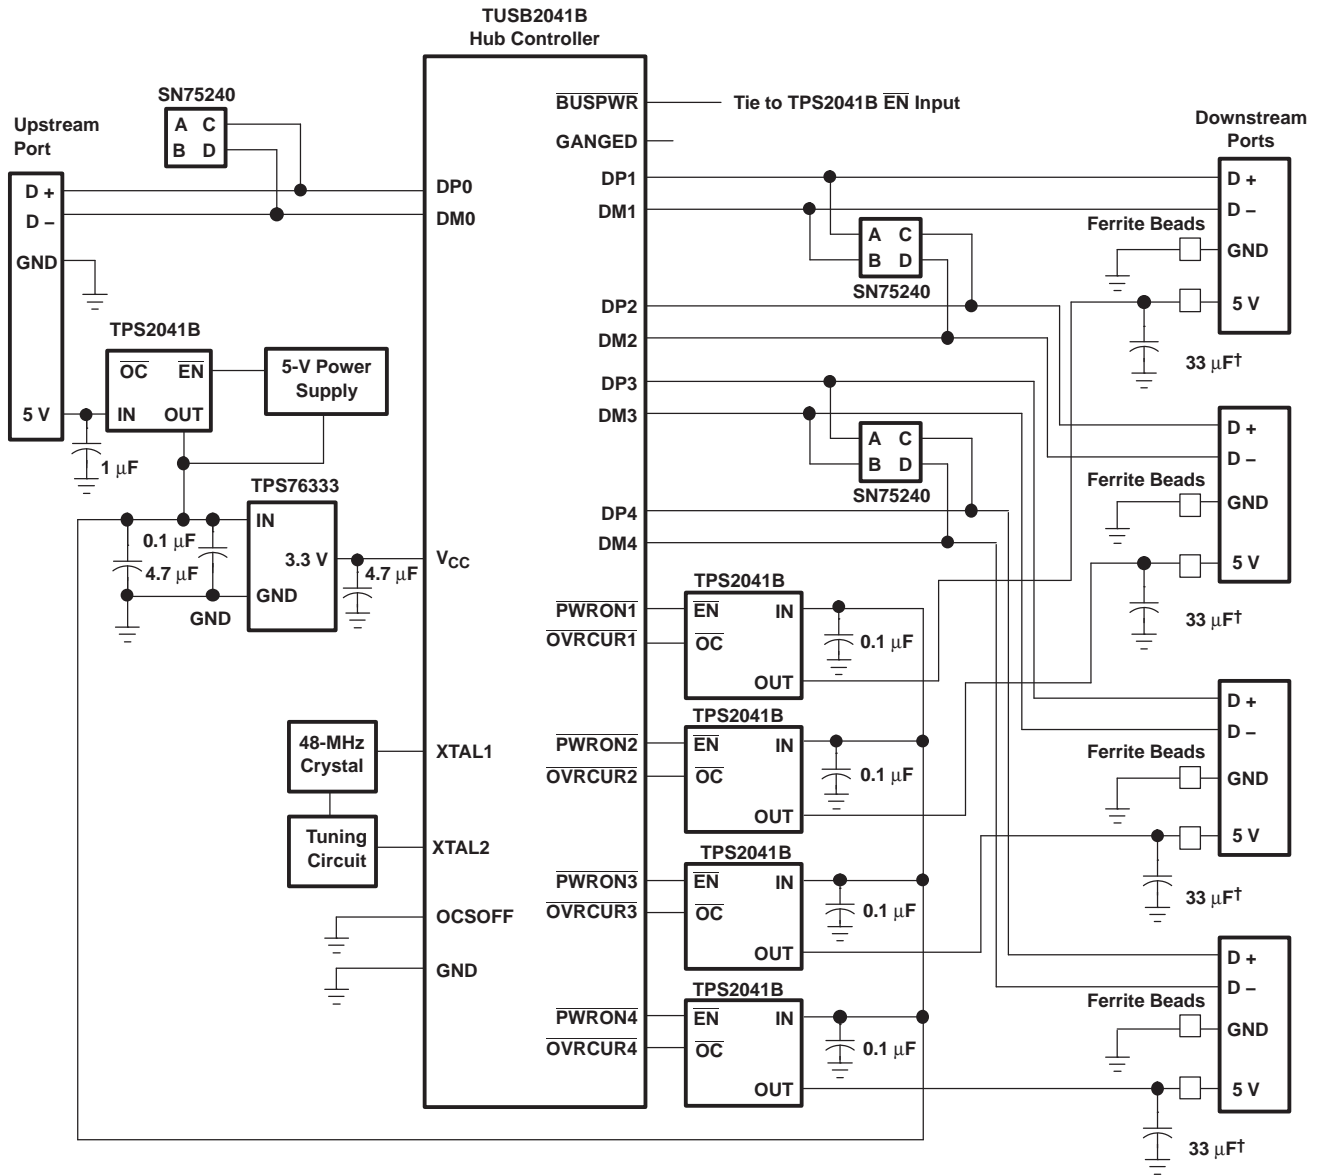 TUSB2041B
Hub Controller
SN75240
A C
B D
Upstream
Port
D +
D –
GND
5 V
TPS2041B
OC EN
IN OUT
5-V Power
Supply
1 μF
TPS76333
IN
3.3 V
GND
0.1 μF
4.7 μF
GND
4.7 μF
48-MHz
Crystal
Tuning
Circuit
DP0
DM0
VCC
XTAL1
XTAL2
OCSOFF
GND
BUSPWR
Tie to TPS2041B EN Input
GANGED
DP1
DM1
A C
B D
SN75240
DP2
DM2
DP3
DM3
A C
B D
SN75240
DP4
DM4
PWRON1
OVRCUR1
TPS2041B
EN IN
OC
OUT
0.1 μF
PWRON2
OVRCUR2
TPS2041B
EN IN
OC
OUT
0.1 μF
PWRON3
OVRCUR3
TPS2041B
EN IN
OC
OUT
0.1 μF
PWRON4
OVRCUR4
TPS2041B
EN IN
OC
OUT
0.1 μF
Downstream
Ports
D +
D –
Ferrite Beads
GND
5 V
33 μF†
D +
D –
Ferrite Beads
GND
5 V
33 μF†
D +
D –
Ferrite Beads
GND
5 V
33 μF†
D +
D –
Ferrite Beads
GND
5 V
33 μF†